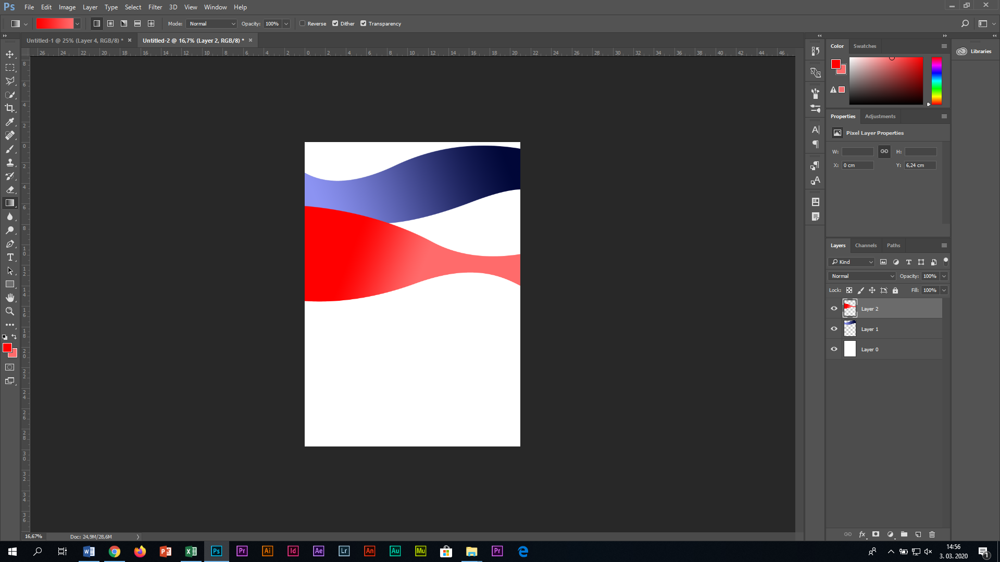 Ps File Edit Image Layer Type Select Filter 3D View Window Help
Mode: Normal Opacity: 100% Reverse Dither Transparency
Untitled-1 @ 25% (Layer 4, RGB/8) * × Untitled-2 @ 16,7% (Layer 2, RGB/8) * ×
26 24 22 20 18 16 14 12 10 8 6 4 2 0 2 4 6 8 10 12 14 16 18 20 22 24 26 28 30 32 34 36 38 40 42 44 46
8
6
4
2
0
2
4
6
8
10
12
14
16
18
20
22
24
26
28
30
32
34
36
Color Swatches
Libraries
Properties Adjustments
Pixel Layer Properties
W: H:
X: 0 cm Y: 6,24 cm
Layers Channels Paths
Kind
Normal Opacity: 100%
Lock: Fill: 100%
Layer 2
Layer 1
Layer 0
fx
16,67% Doc: 24,9M/28,6M
Ps Pr Ai Id Ae Lr An Au Mu Pr
14:56
3. 03. 2020
1